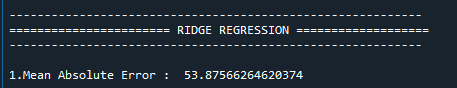 -----------------------------------------------------------
======================= RIDGE REGRESSION ===================
-----------------------------------------------------------
1.Mean Absolute Error :  53.87566264620374